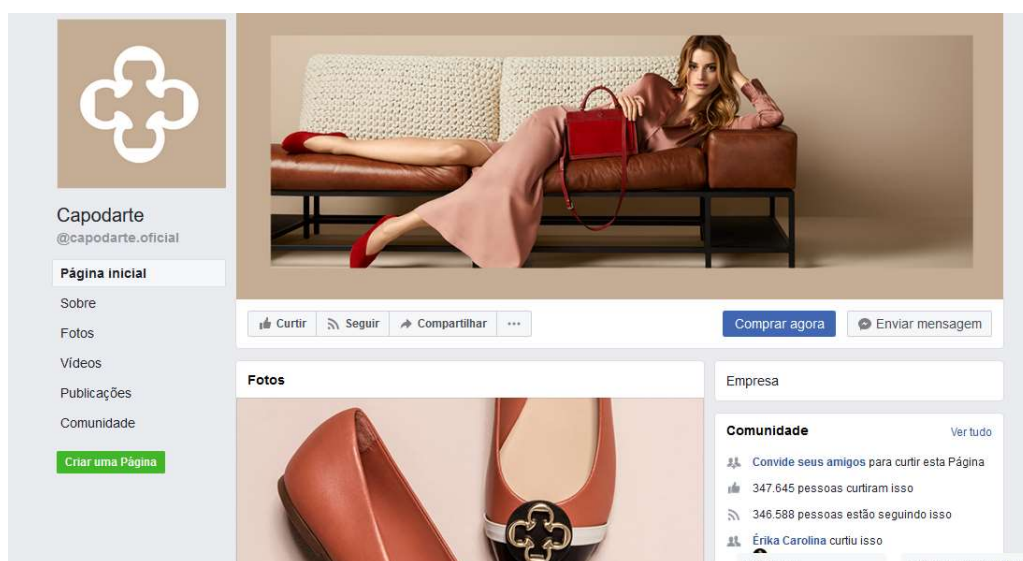 Capodarte
@capodarte.oficial
Página inicial
Sobre
Fotos
Vídeos
Publicações
Comunidade
Criar uma Página
Curtir Seguir Compartilhar ...
Comprar agora Enviar mensagem
Fotos
Empresa
Comunidade Ver tudo
Convide seus amigos para curtir esta Página
347.645 pessoas curtiram isso
346.588 pessoas estão seguindo isso
Érika Carolina curtiu isso